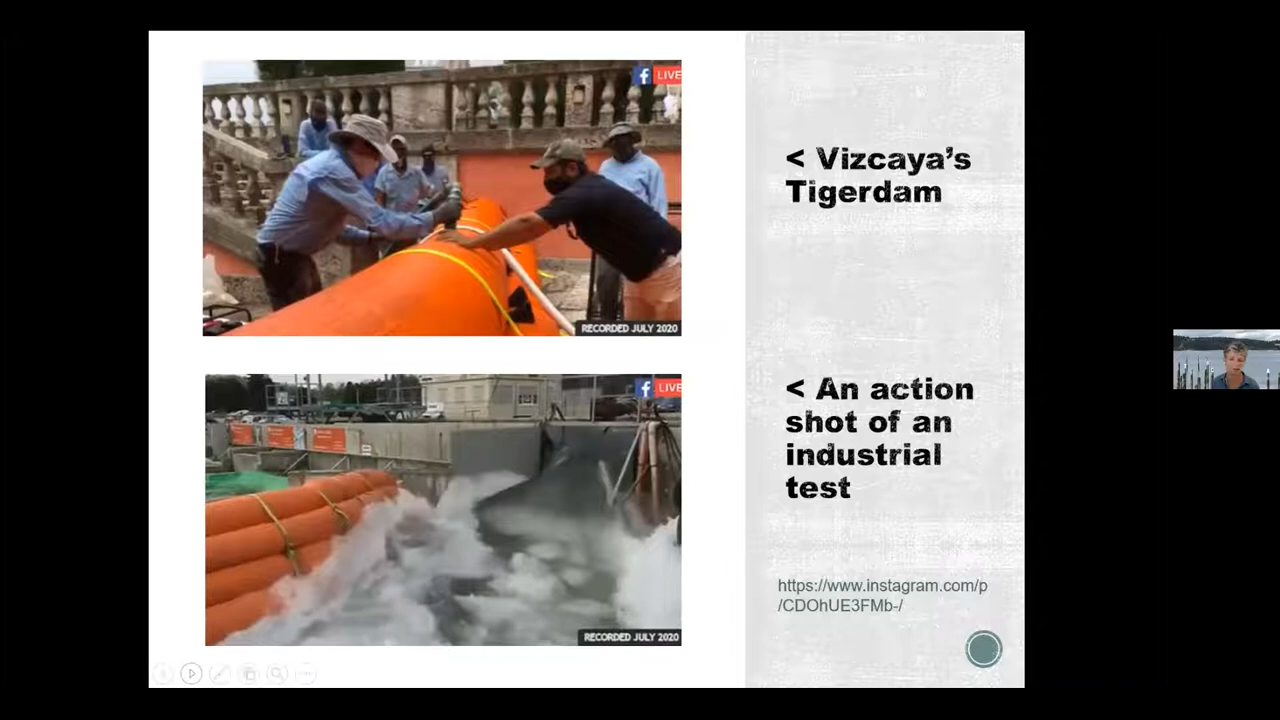 LIVE
RECORDED JULY 2020
< Vizcaya’s
Tigerdam
LIVE
RECORDED JULY 2020
< An action
shot of an
industrial
test
https://www.instagram.com/p
/CDOhUE3FMb-/